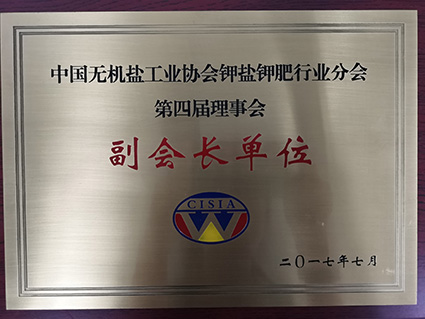 中国无机盐工业协会钾盐钾肥行业分会
第四届理事会
副会长单位
CISIA
二〇一七年七月